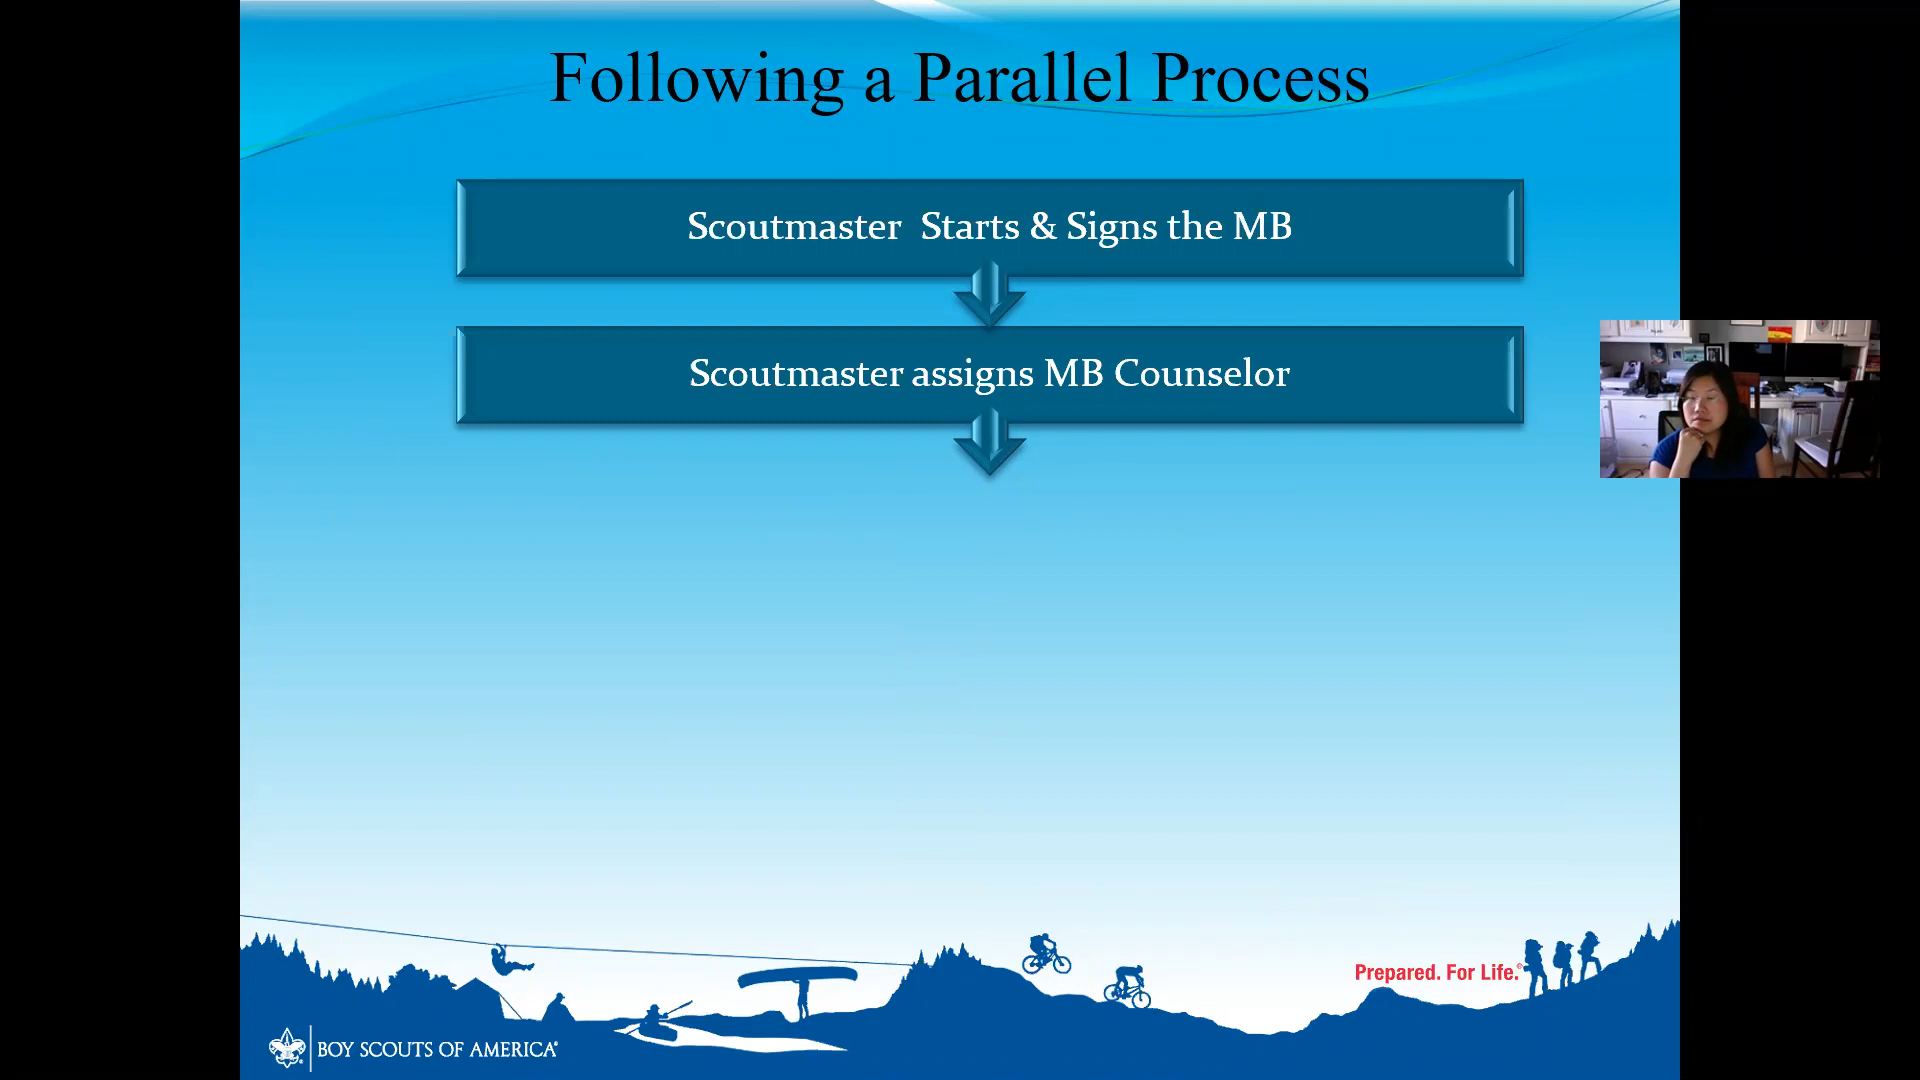 Following a Parallel Process
Scoutmaster Starts & Signs the MB
Scoutmaster assigns MB Counselor
Prepared. For Life.®
BOY SCOUTS OF AMERICA®